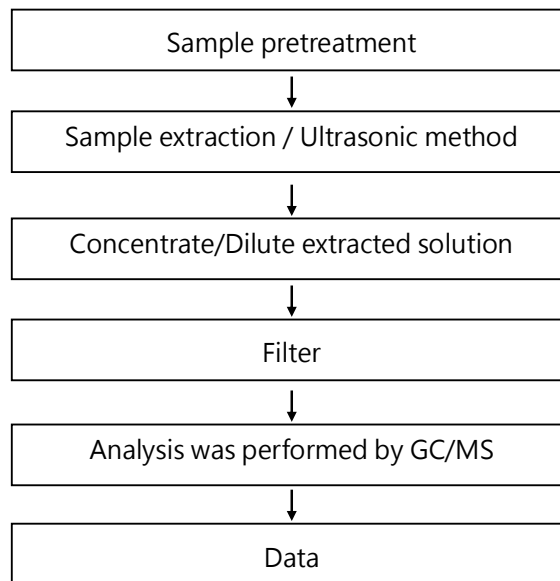 Sample pretreatment
Sample extraction / Ultrasonic method
Concentrate/Dilute extracted solution
Filter
Analysis was performed by GC/MS
Data